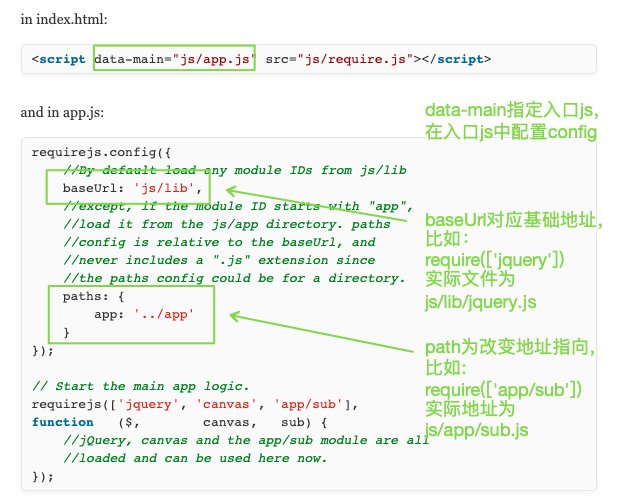 in index.html:
<script data-main="js/app.js" src="js/require.js"></script>
and in app.js:
data-main指定入口js,
在入口js中配置config
requirejs.config({
//By default load any module IDs from js/lib
baseUrl: 'js/lib',
//except, if the module ID starts with "app",
//load it from the js/app directory. paths
//config is relative to the baseUrl, and
//never includes a ".js" extension since
//the paths config could be for a directory.
paths: {
app: '../app'
}
});
baseUrl对应基础地址,
比如：
require(['jquery'])
实际文件为
js/lib/jquery.js
path为改变地址指向,
比如:
require(['app/sub'])
实际地址为
js/app/sub.js
// Start the main app logic.
requirejs(['jquery', 'canvas', 'app/sub'],
function ($, canvas, sub) {
//jQuery, canvas and the app/sub module are all
//loaded and can be used here now.
});